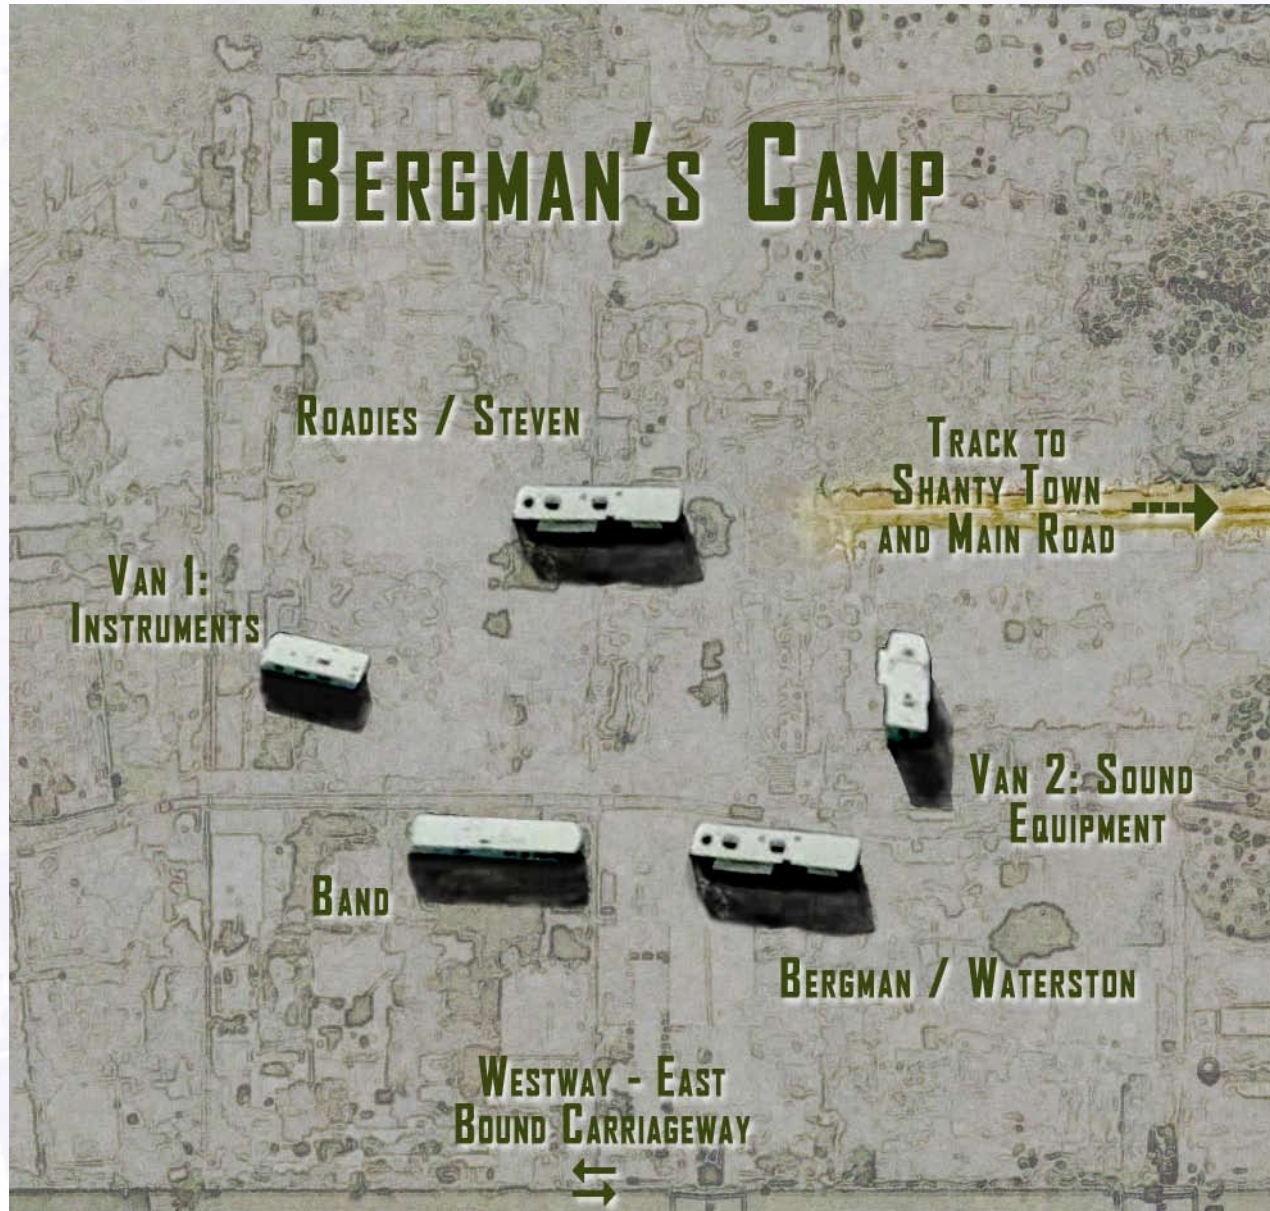 Bergman's Camp
Roadies / Steven
Track to
Shanty Town
and Main Road
Van 1:
Instruments
Van 2: Sound
Equipment
Band
Bergman / Waterston
Westway - East
Bound Carriageway